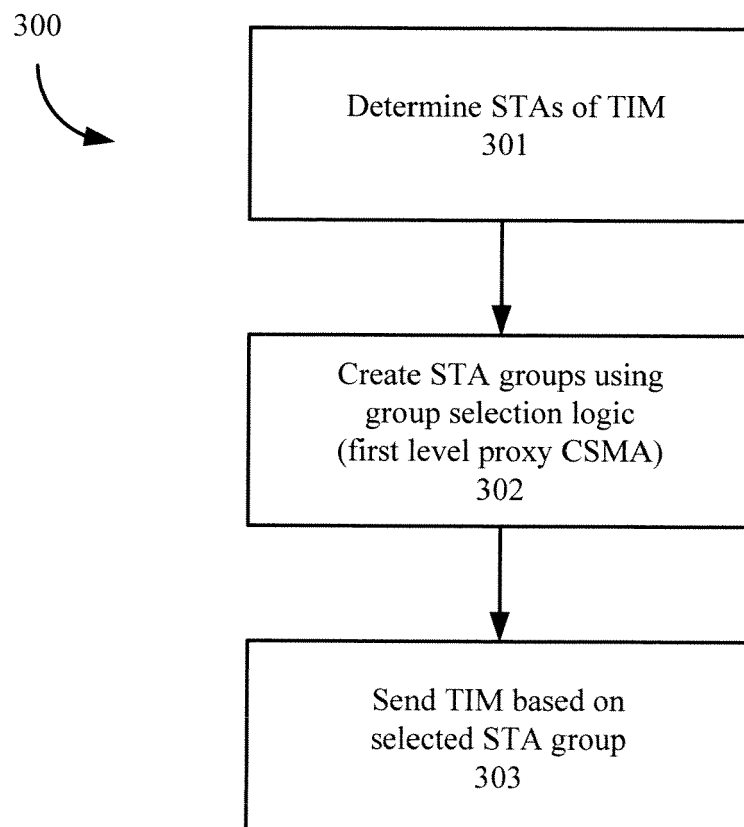 300
Determine STAs of TIM
301
Create STA groups using
group selection logic
(first level proxy CSMA)
302
Send TIM based on
selected STA group
303